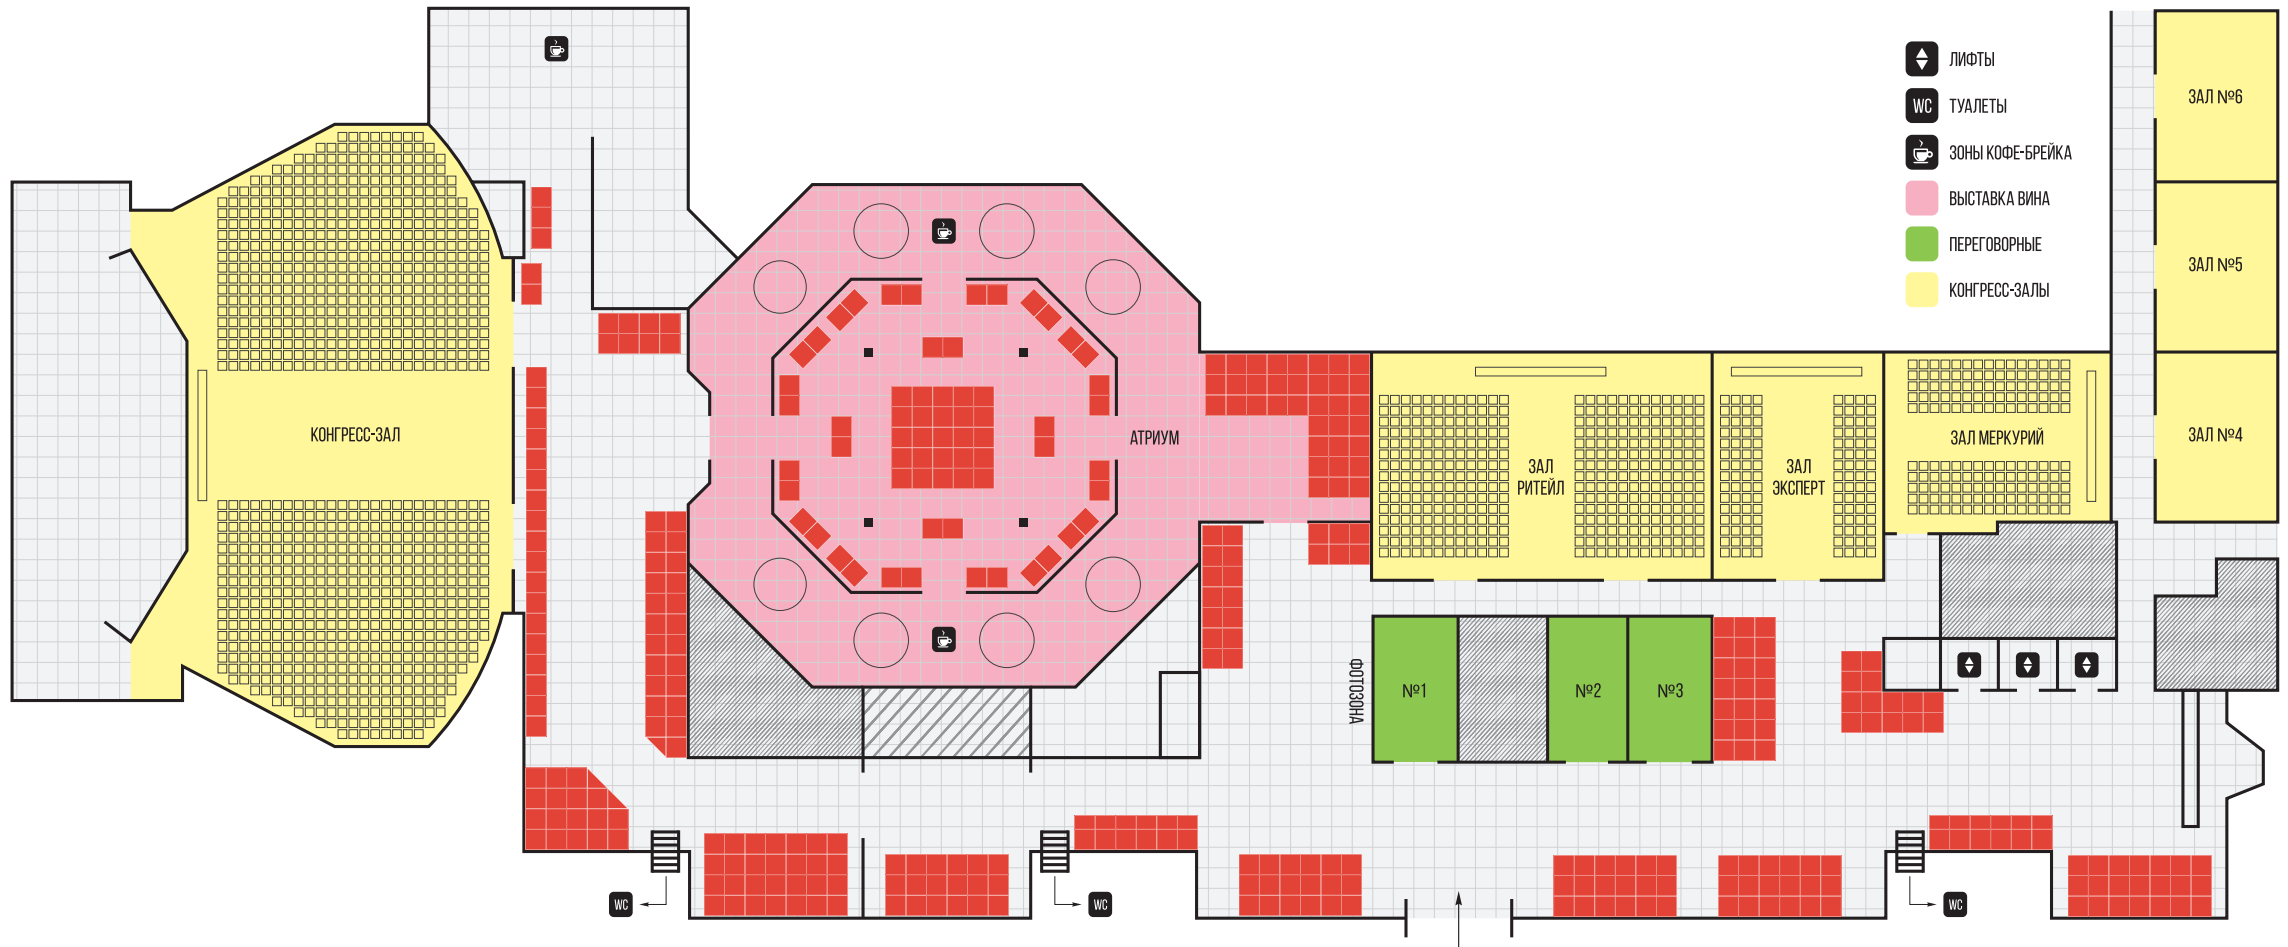 ЛИФТЫ
WC ТУАЛЕТЫ
ЗОНЫ КОФЕ-БРЕЙКА
ВЫСТАВКА ВИНА
ПЕРЕГОВОРНЫЕ
КОНГРЕСС-ЗАЛЫ
ЗАЛ №6
ЗАЛ №5
ЗАЛ №4
КОНГРЕСС-ЗАЛ
АТРИУМ
ЗАЛ
РИТЕЙЛ
ЗАЛ
ЭКСПЕРТ
ЗАЛ МЕРКУРИЙ
ФОТОЗОНА
№1
№2
№3
WC
WC
WC